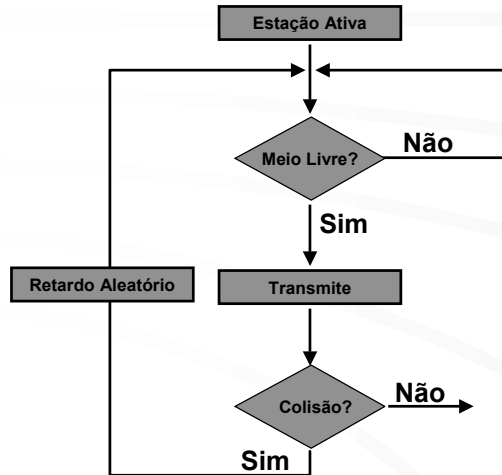 Estação Ativa
Meio Livre?
Não
Sim
Retardo Aleatório
Transmite
Colisão?
Não
Sim